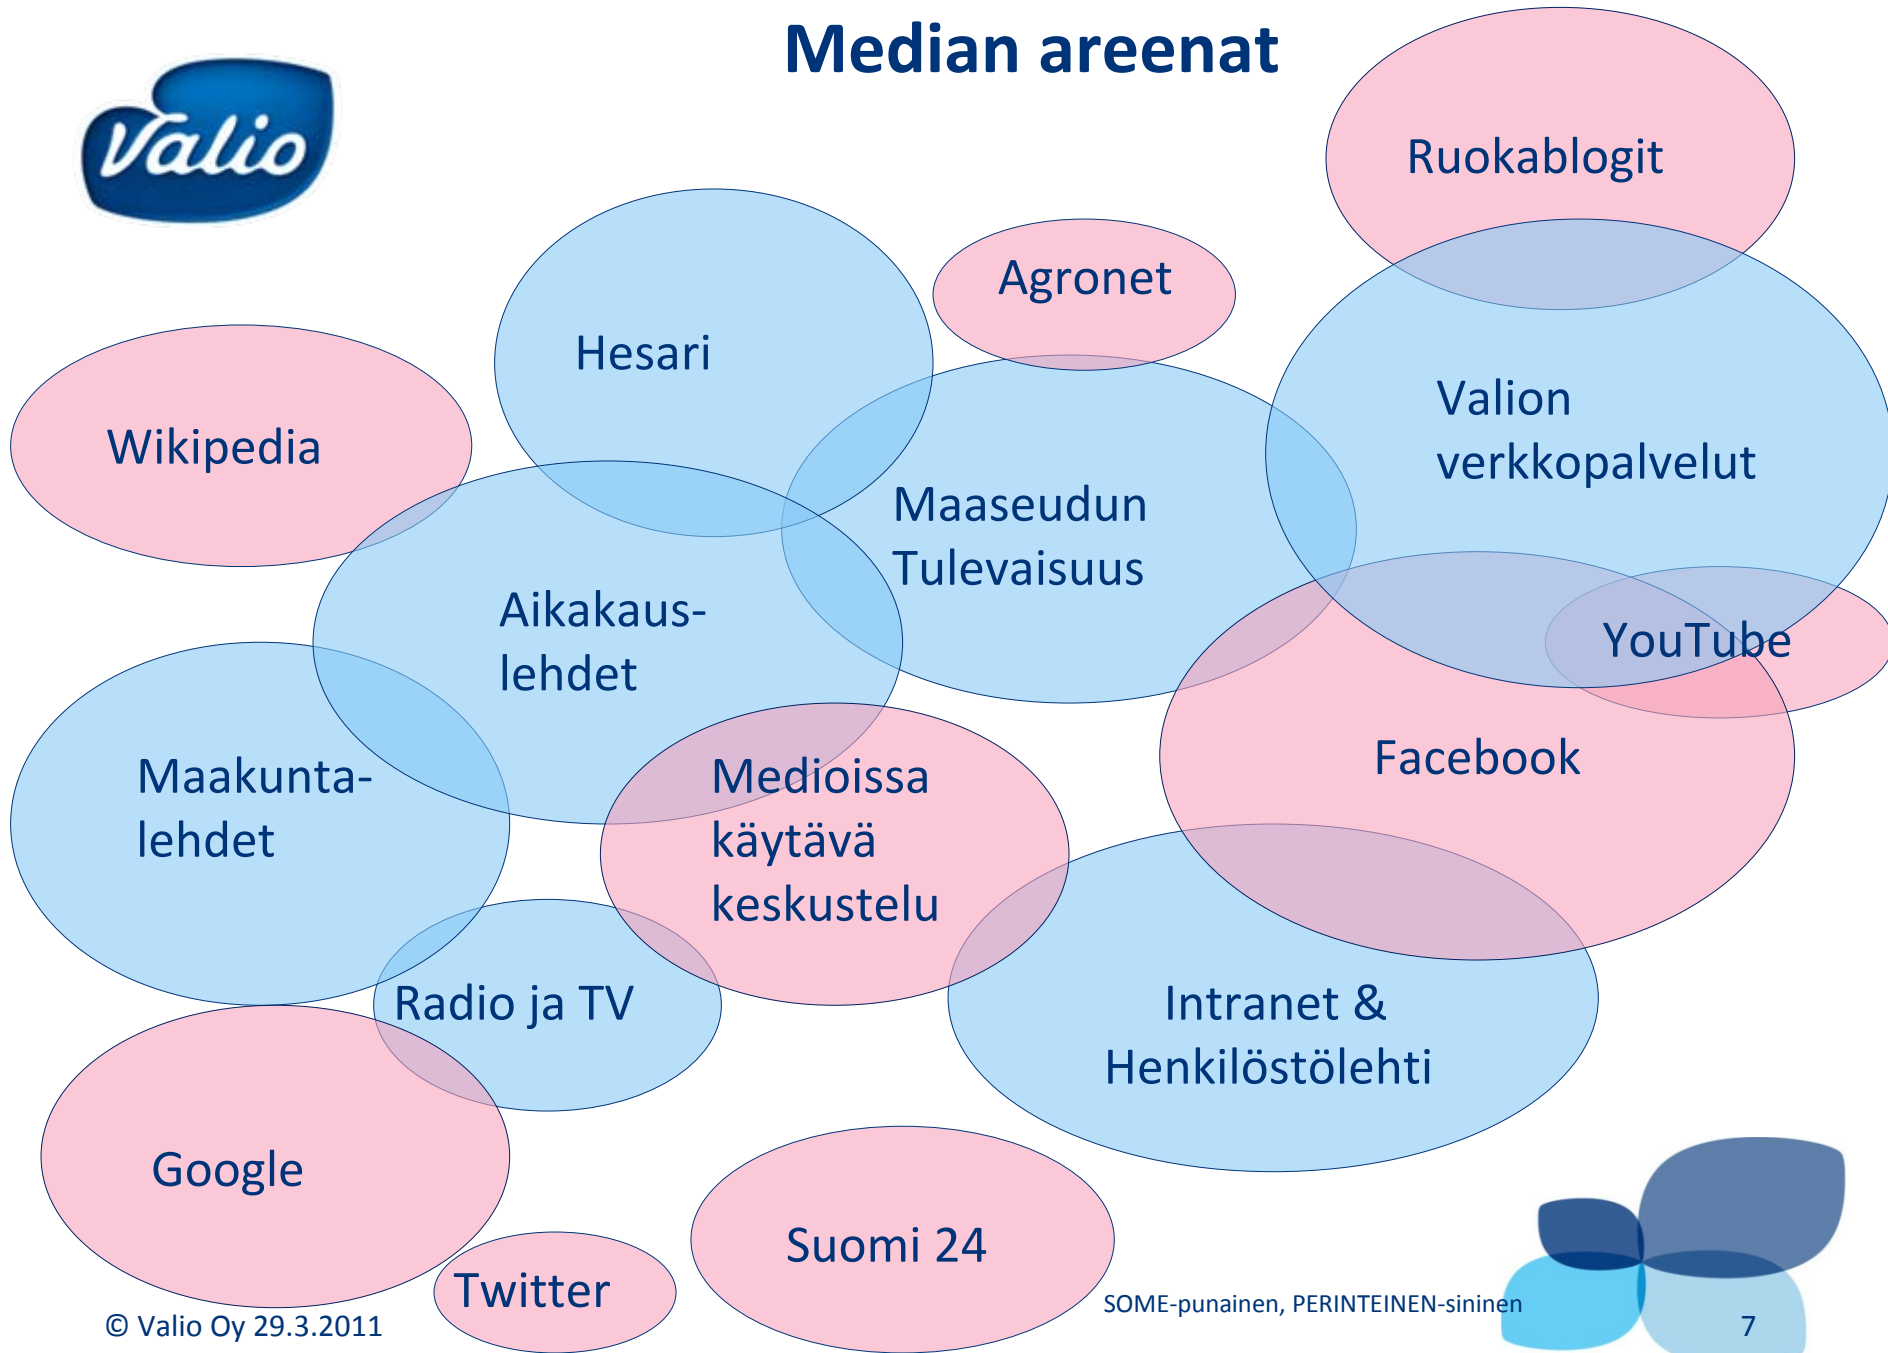 Median areenat
Valio
Ruokablogit
Agronet
Hesari
Valion
verkkopalvelut
Wikipedia
Maaseudun
Tulevaisuus
Aikakaus-
lehdet
YouTube
Facebook
Maakunta-
lehdet
Medioissa
käytävä
keskustelu
Radio ja TV
Intranet &
Henkilöstölehti
Google
Suomi 24
Twitter
SOME-punainen, PERINTEINEN-sininen
© Valio Oy 29.3.2011
7